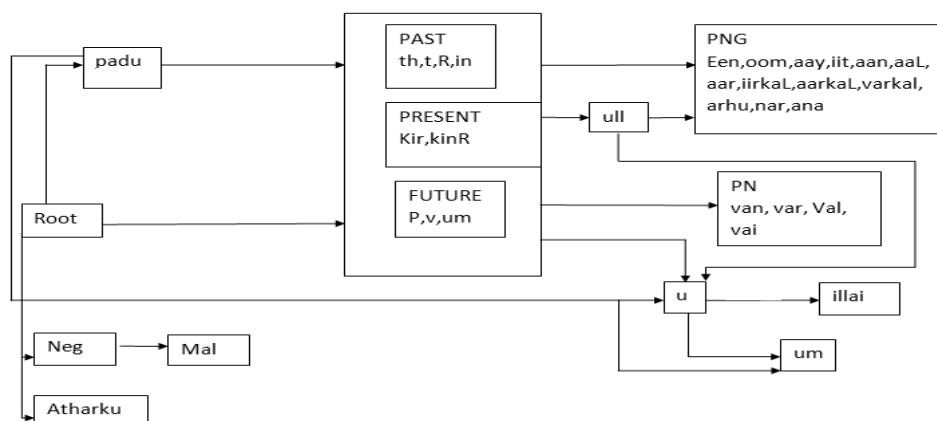 padu
PAST
th,t,R,in
PRESENT
Kir,kinR
FUTURE
P,v,um
PNG
Een,oom,aay,iit,aan,aaL,
aar,iirkaL,aarkaL,varkal,
arhu,nar,ana
ull
PN
van, var, Val,
vai
Root
u
illai
um
Neg
Mal
Atharku